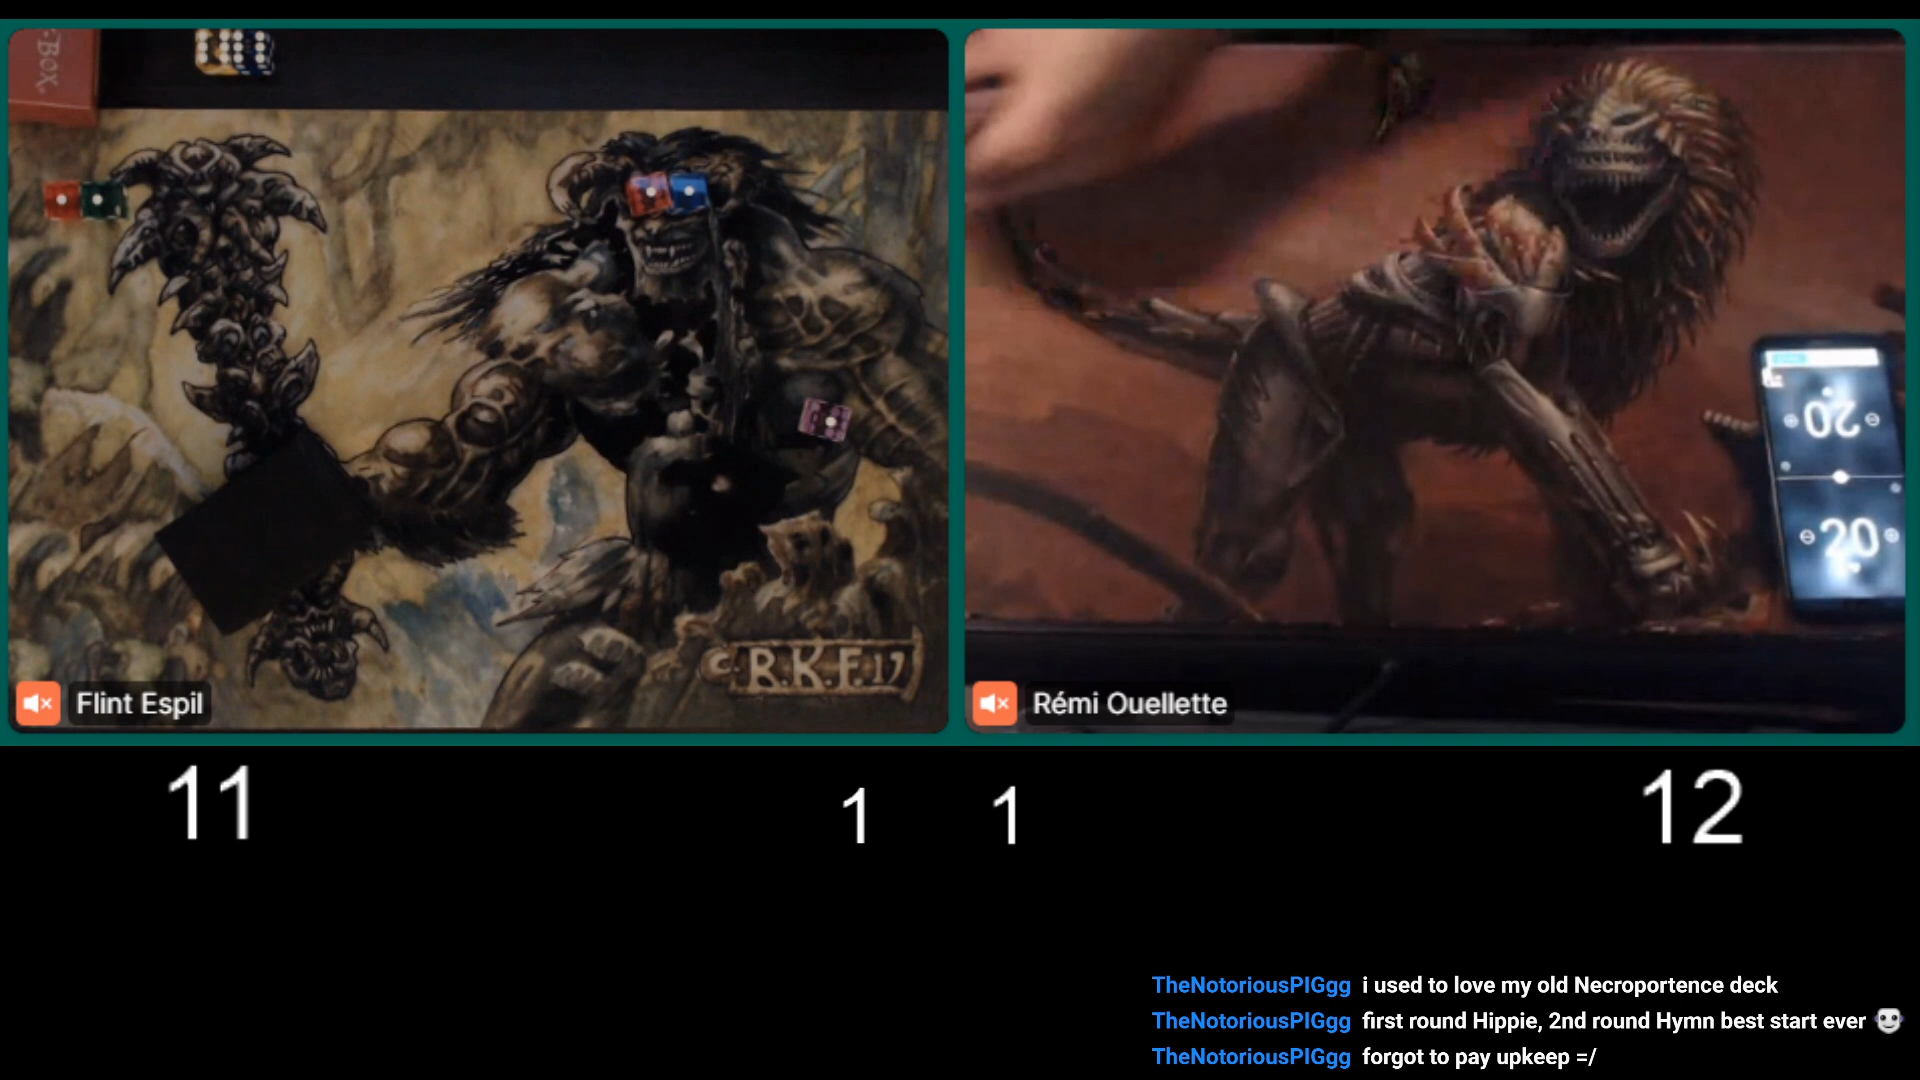 BOX
C.R.K.F.17
20
20
Flint Espil
Rémi Ouellette
11
1
1
12
TheNotoriousPIGgg i used to love my old Necroportence deck
TheNotoriousPIGgg first round Hippie, 2nd round Hymn best start ever
TheNotoriousPIGgg forgot to pay upkeep =/